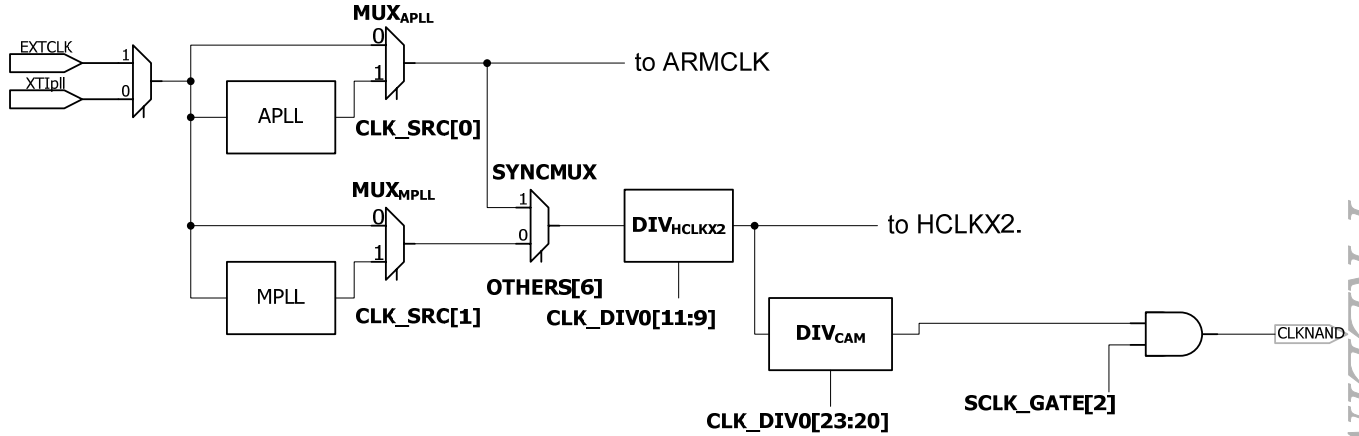 MUXAPLL
EXTCLK
1
0
to ARMCLK
XTIpll
0
1
APLL
CLK_SRC[0]
SYNCMUX
MUXMPLL
0
1
DIVHCLKX2
to HCLKX2.
1
0
MPLL
CLK_SRC[1]
OTHERS[6]
CLK_DIV0[11:9]
DIVCAM
CLKNAND
SCLK_GATE[2]
CLK_DIV0[23:20]